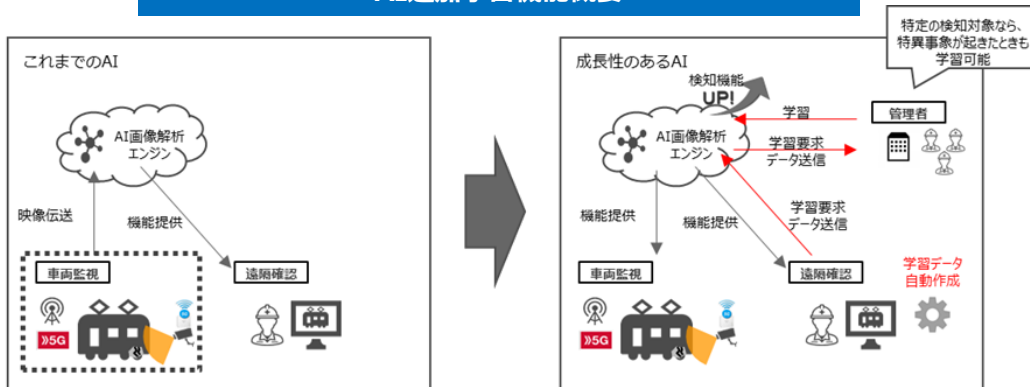 これまでのAI
AI画像解析
エンジン
映像伝送
機能提供
車両監視
遠隔確認
5G
成長性のあるAI
検知機能
UP!
特定の検知対象なら、
特異事象が起きたときも
学習可能
学習
管理者
AI画像解析
エンジン
学習要求
データ送信
機能提供
機能提供
学習要求
データ送信
車両監視
遠隔確認
学習データ
自動作成
5G